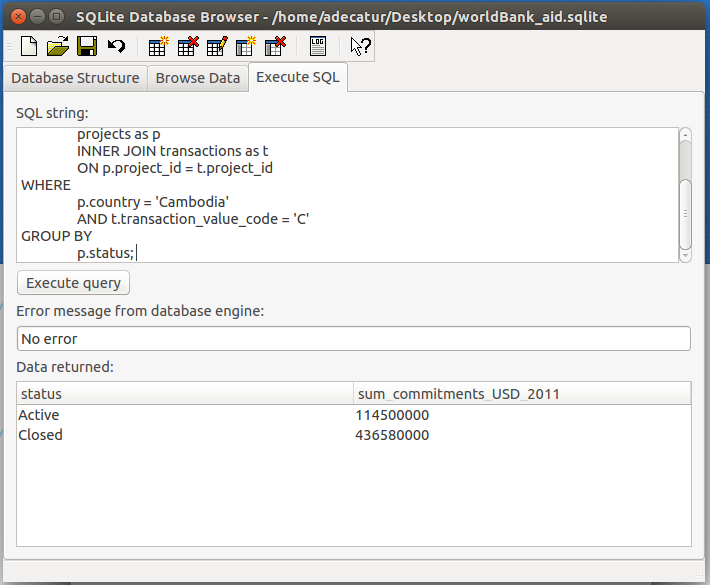 SQLite Database Browser - /home/adecatur/Desktop/worldBank_aid.sqlite
LOG
Database Structure Browse Data Execute SQL
SQL string:
projects as p
INNER JOIN transactions as t
ON p.project_id = t.project_id
WHERE
p.country = 'Cambodia'
AND t.transaction_value_code = 'C'
GROUP BY
p.status;
Execute query
Error message from database engine:
No error
Data returned:
status sum_commitments_USD_2011
Active 114500000
Closed 436580000